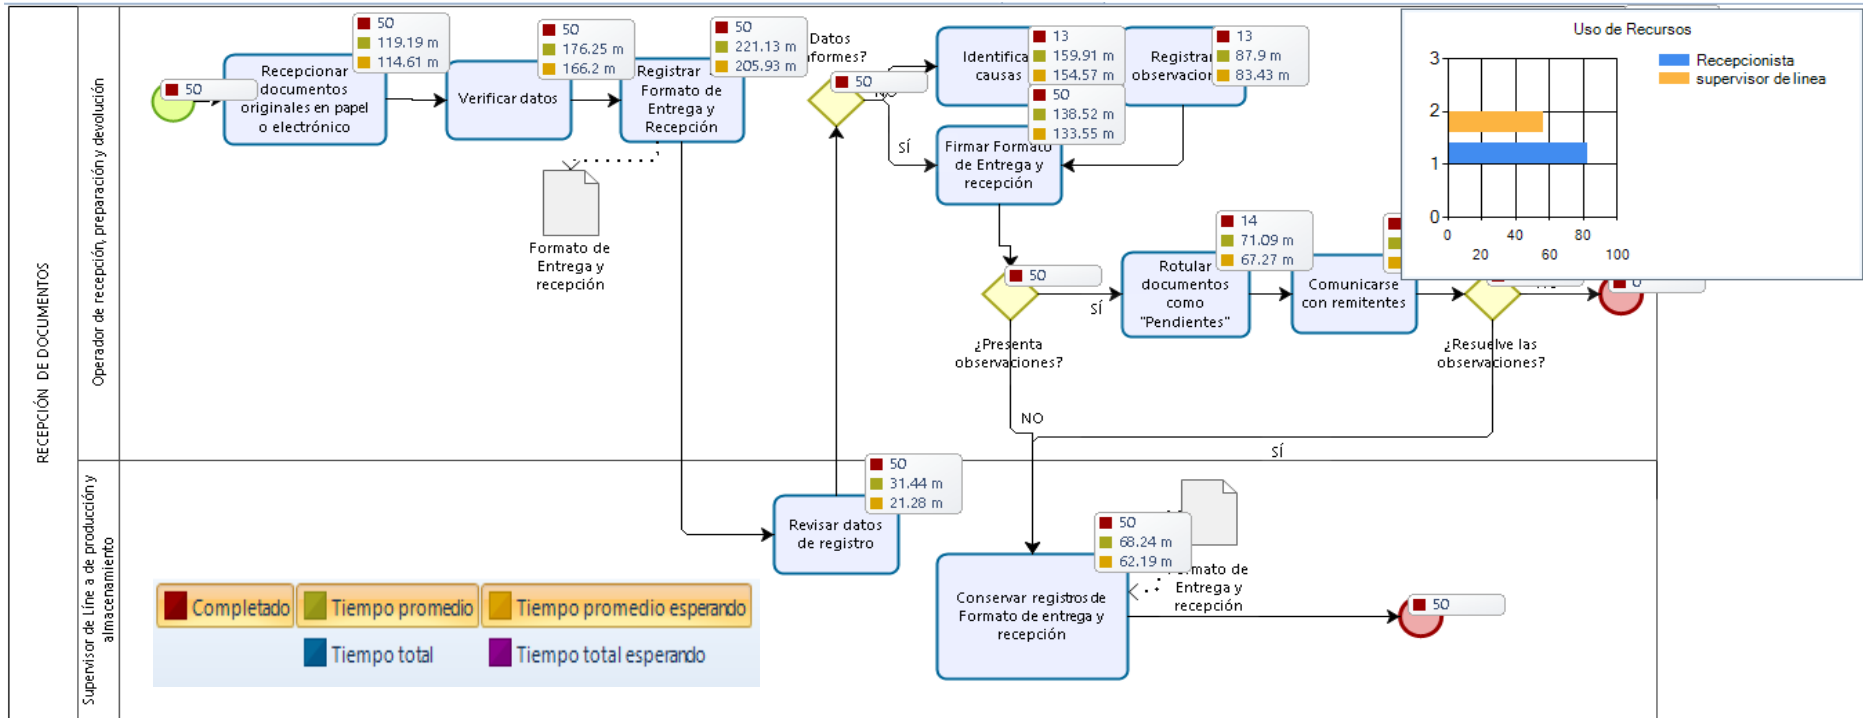 RECEPCIÓN DE DOCUMENTOS
Operador de recepción, preparación y devolución
50
Recepcionar
documentos
originales en papel
o electrónico
50
119.19 m
114.61 m
Verificar datos
50
176.25 m
166.2 m
Registrar
Formato de
Entrega y
Recepción
50
221.13 m
205.93 m
Formato de
Entrega y
recepción
Datos
nformes?
50
NO
SÍ
Identifica
causas
13
159.91 m
154.57 m
Registrar
observacion
13
87.9 m
83.43 m
Firmar Formato
de Entrega y
recepción
50
138.52 m
133.55 m
50
¿Presenta
observaciones?
SÍ
NO
Rotular
documentos
como
"Pendientes"
14
71.09 m
67.27 m
Comunicarse
con remitentes
¿Resuelve las
observaciones?
SÍ
0
Uso de Recursos
3
2
1
0
0
20
40
60
80
100
Recepcionista
supervisor de linea
Supervisor de Líne a de producción y
almacenamiento
Revisar datos
de registro
50
31.44 m
21.28 m
Conservar registros de
Formato de entrega y
recepción
50
68.24 m
62.19 m
Formato de
Entrega y
recepción
50
Completado
Tiempo promedio
Tiempo promedio esperando
Tiempo total
Tiempo total esperando